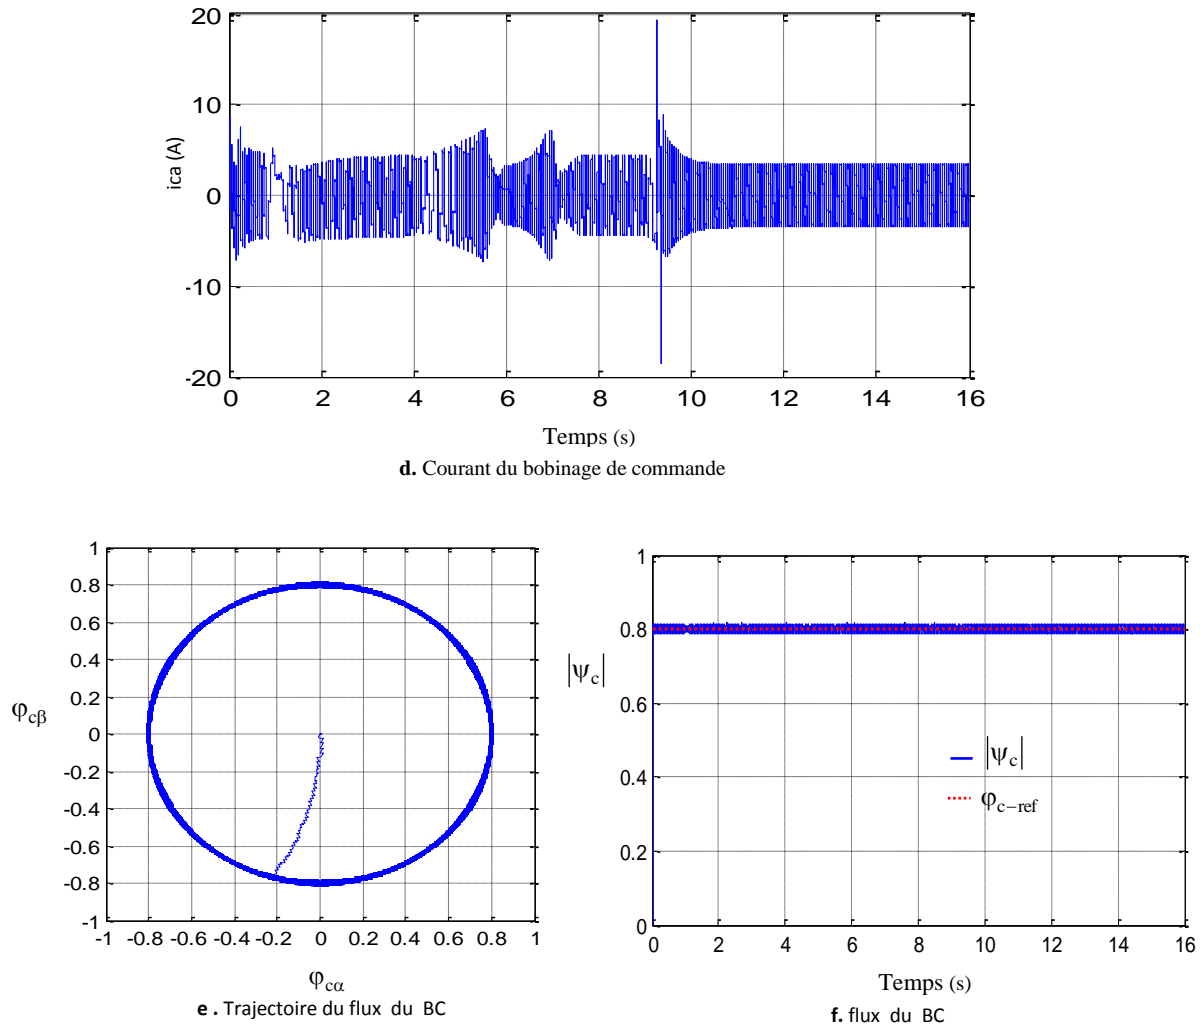 20
10
0
-10
-20
ica (A)
0 2 4 6 8 10 12 14 16
Temps (s)
d. Courant du bobinage de commande
1
0.8
0.6
0.4
0.2
0
-0.2
-0.4
-0.6
-0.8
-1
φcβ
-1 -0.8 -0.6 -0.4 -0.2 0 0.2 0.4 0.6 0.8 1
φcα
e . Trajectoire du flux du BC
1
0.8
0.6
0.4
0.2
0
|ψc|
|ψc|
φc−ref
0 2 4 6 8 10 12 14 16
Temps (s)
f. flux du BC